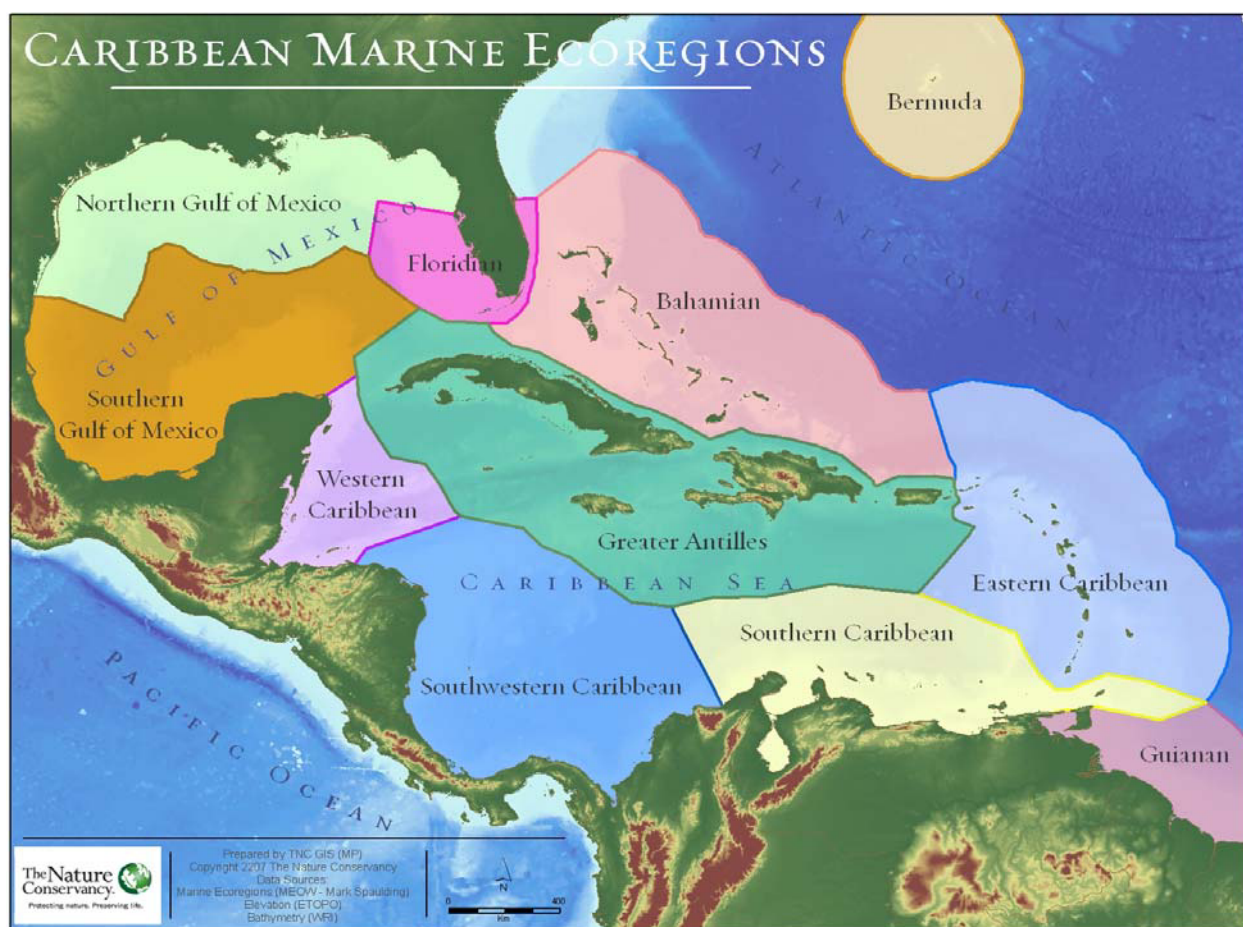 CARIBBEAN MARINE ECOREGIONS
Bermuda
ATLANTIC OCEAN
Northern Gulf of Mexico
GULF OF MEXICO
Floridian
Bahamian
Southern
Gulf of Mexico
Western
Caribbean
Greater Antilles
CARIBBEAN SEA
Eastern Caribbean
Southern Caribbean
Southwestern Caribbean
PACIFIC OCEAN
Guianan
The Nature
Conservancy.
Protecting nature. Preserving life.
Prepared by TNC GIS (MP)
Copyright 2207 The Nature Conservancy
Data Sources:
Marine Ecoregions (MEOW - Mark Spaulding)
Elevation (ETOPO)
Bathymetry (WRI)
N
0 400
Km